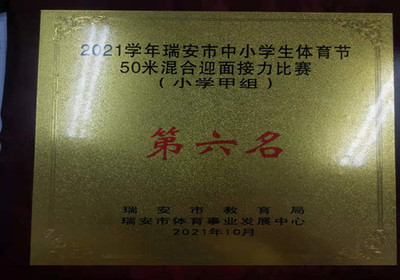 2021学年瑞安市中小学生体育节
50米混合迎面接力比赛
（小学甲组）
第六名
瑞安市教育局
瑞安市体育事业发展中心
2021年10月